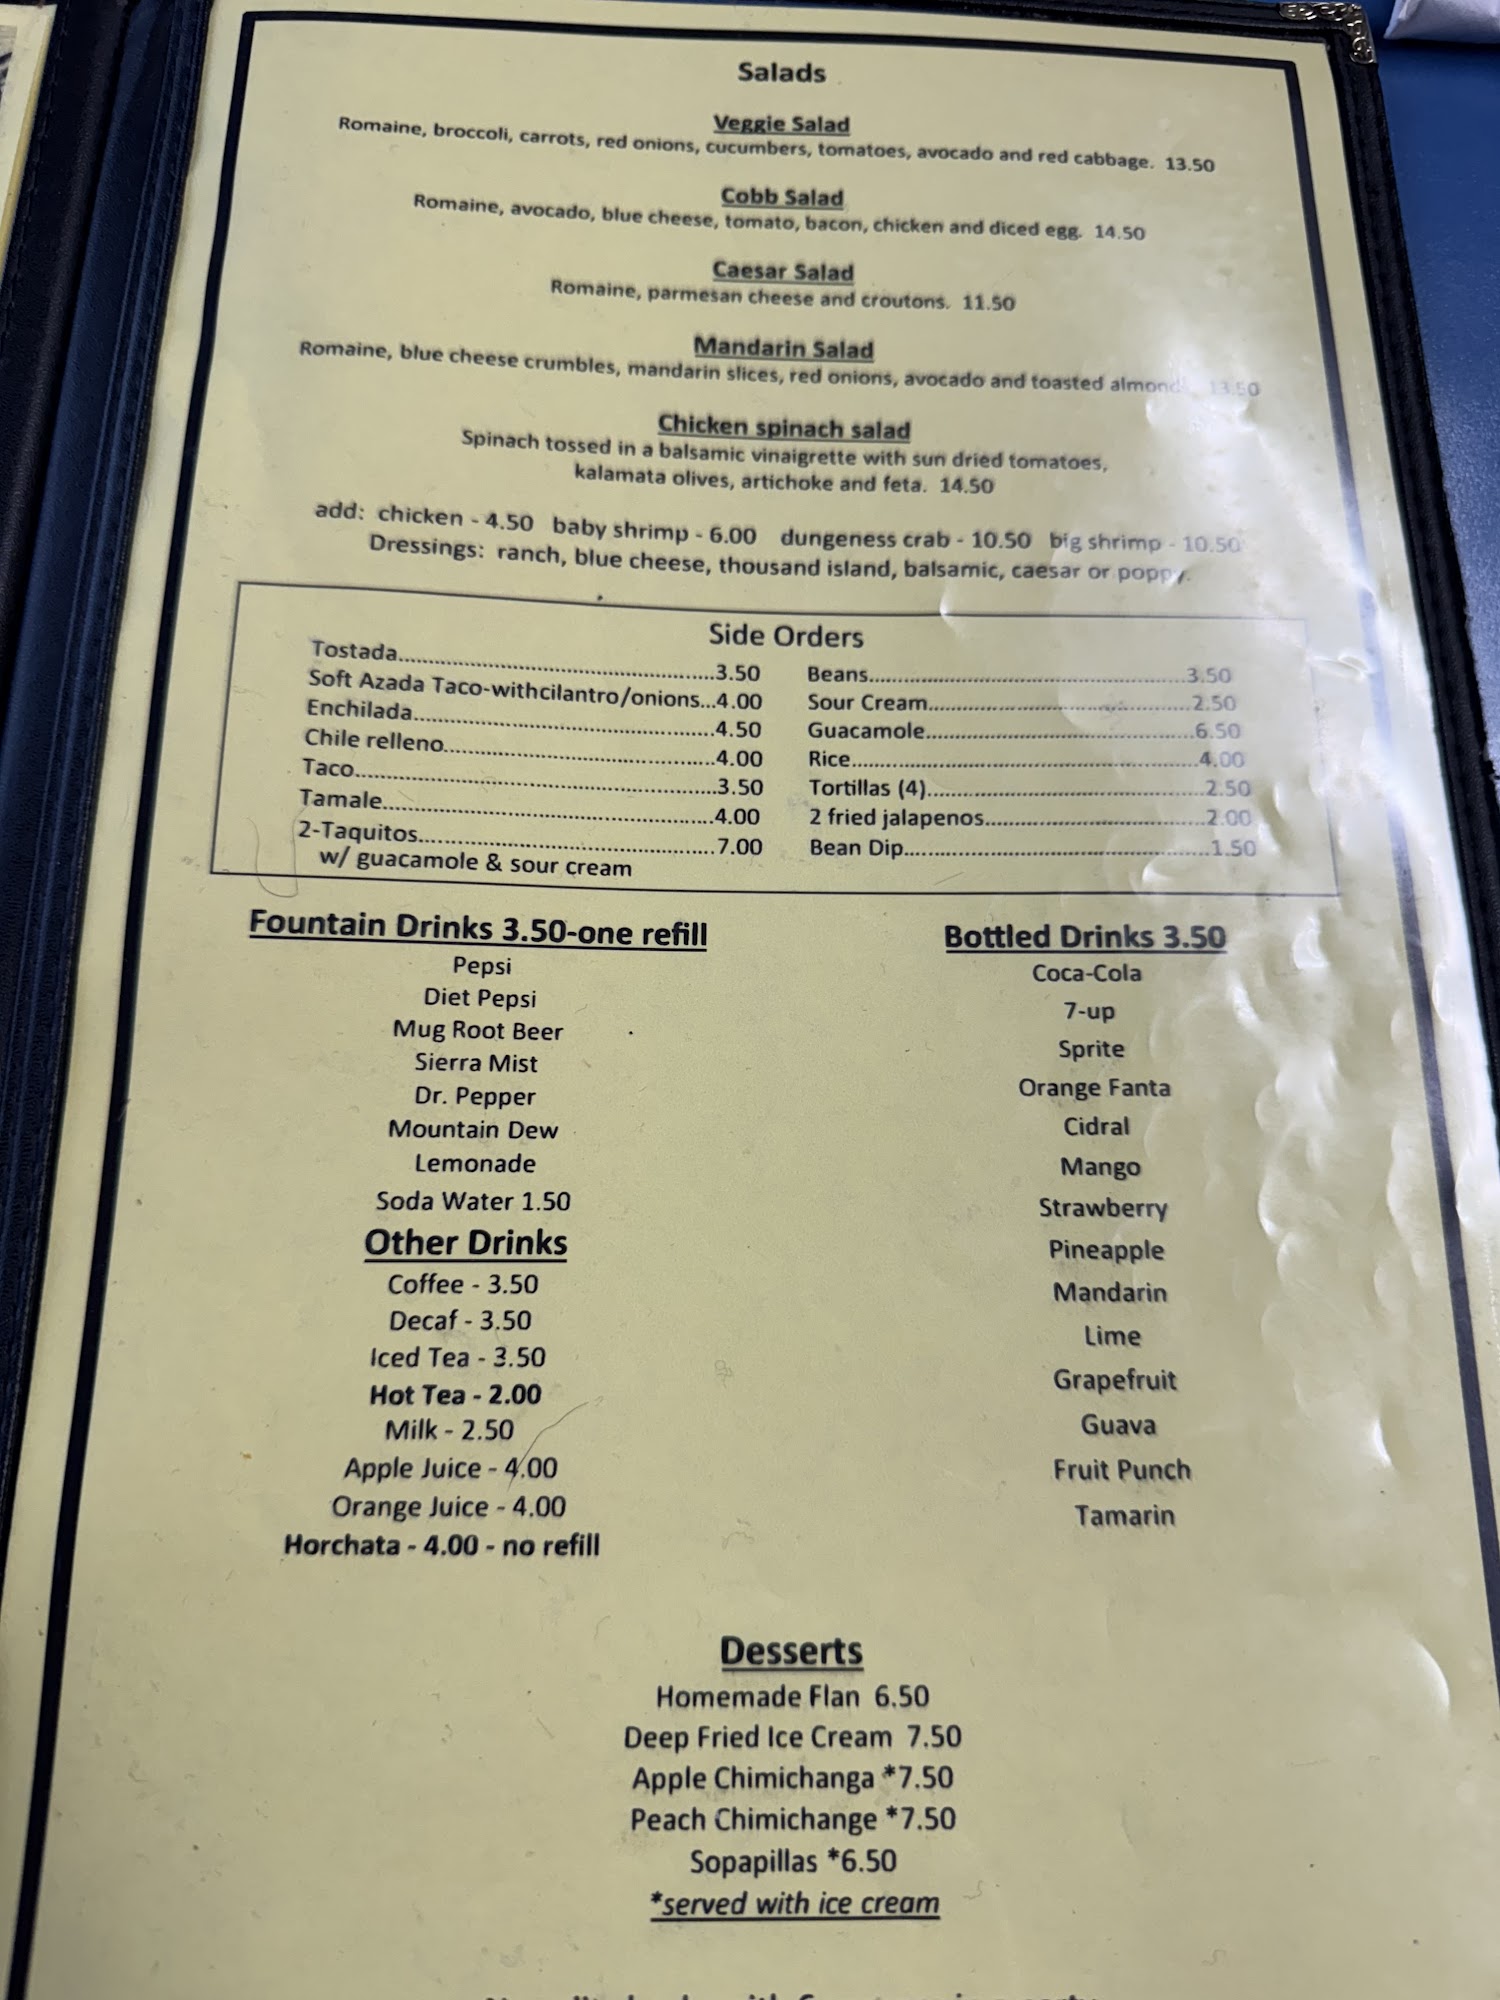 Salads
Veggie Salad
Romaine, broccoli, carrots, red onions, cucumbers, tomatoes, avocado and red cabbage. 13.50
Cobb Salad
Romaine, avocado, blue cheese, tomato, bacon, chicken and diced egg. 14.50
Caesar Salad
Romaine, parmesan cheese and croutons. 11.50
Mandarin Salad
Romaine, blue cheese crumbles, mandarin slices, red onions, avocado and toasted 13.50
Chicken spinach salad
Spinach tossed in a balsamic vinaigrette with sun dried tomatoes,
kalamata olives, artichoke and feta. 14.50
add: chicken - 4.50 baby shrimp - 6.00 dungeness crab - 10.50 big shrimp - 10.50
Dressings: ranch, blue cheese, thousand island, balsamic, caesar or poppy.
Side Orders
Tostada...3.50
Soft Azada Taco-withcilantro/onions...4.00
Enchilada...4.50
Chile relleno...4.00
Taco...3.50
Tamale...4.00
2-Taquitos...7.00
w/ guacamole & sour cream
Beans...3.50
Sour Cream...2.50
Guacamole...6.50
Rice...4.00
Tortillas (4)...2.50
2 fried jalapenos...2.00
Bean Dip...1.50
Fountain Drinks 3.50-one refill
Pepsi
Diet Pepsi
Mug Root Beer
Sierra Mist
Dr. Pepper
Mountain Dew
Lemonade
Soda Water 1.50
Other Drinks
Coffee - 3.50
Decaf - 3.50
Iced Tea - 3.50
Hot Tea - 2.00
Milk - 2.50
Apple Juice - 4.00
Orange Juice - 4.00
Horchata - 4.00 - no refill
Bottled Drinks 3.50
Coca-Cola
7-up
Sprite
Orange Fanta
Cidral
Mango
Strawberry
Pineapple
Mandarin
Lime
Grapefruit
Guava
Fruit Punch
Tamarin
Desserts
Homemade Flan 6.50
Deep Fried Ice Cream 7.50
Apple Chimichanga *7.50
Peach Chimichange *7.50
Sopapillas *6.50
*served with ice cream